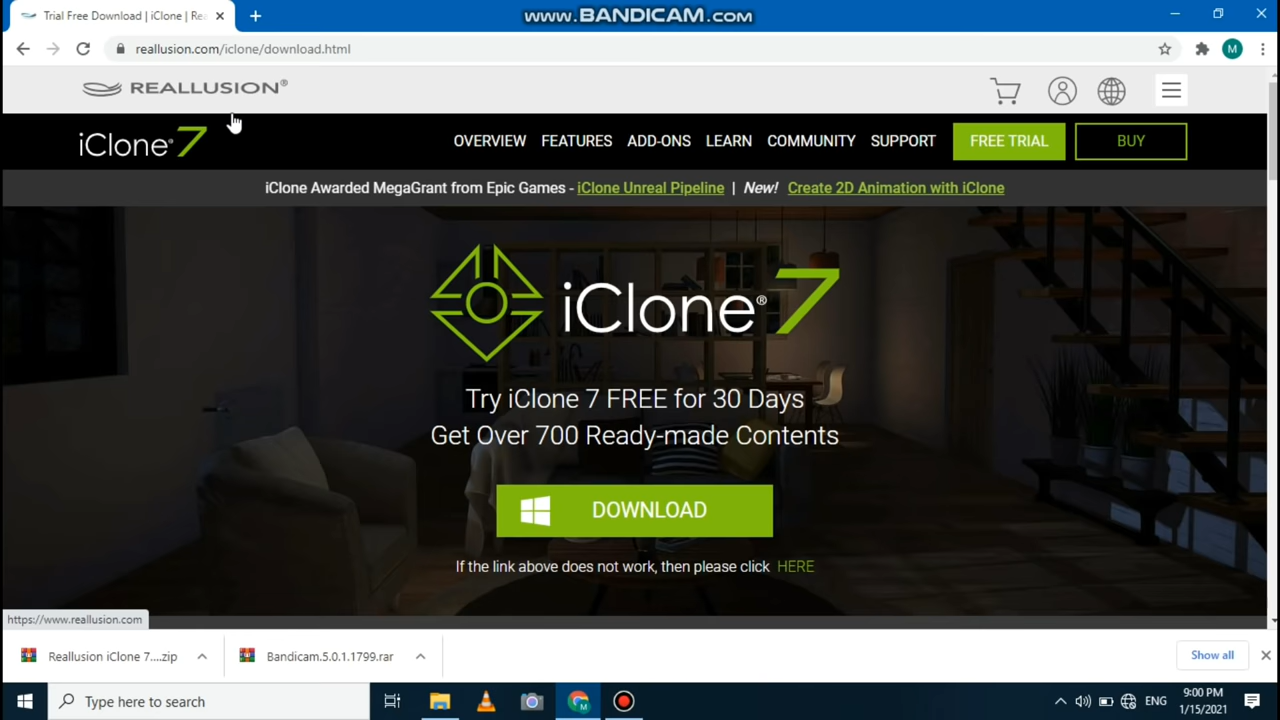 Trial Free Download | iClone | Rea
www.BANDICAM.com
reallusion.com/iclone/download.html
M
REALLUSION®
iClone® 7
OVERVIEW FEATURES ADD-ONS LEARN COMMUNITY SUPPORT FREE TRIAL BUY
iClone Awarded MegaGrant from Epic Games - iClone Unreal Pipeline | New! Create 2D Animation with iClone
iClone® 7
Try iClone 7 FREE for 30 Days
Get Over 700 Ready-made Contents
DOWNLOAD
If the link above does not work, then please click HERE
https://www.reallusion.com
Reallusion iClone 7....zip
Bandicam.5.0.1.1799.rar
Show all
Type here to search
ENG
9:00 PM
1/15/2021